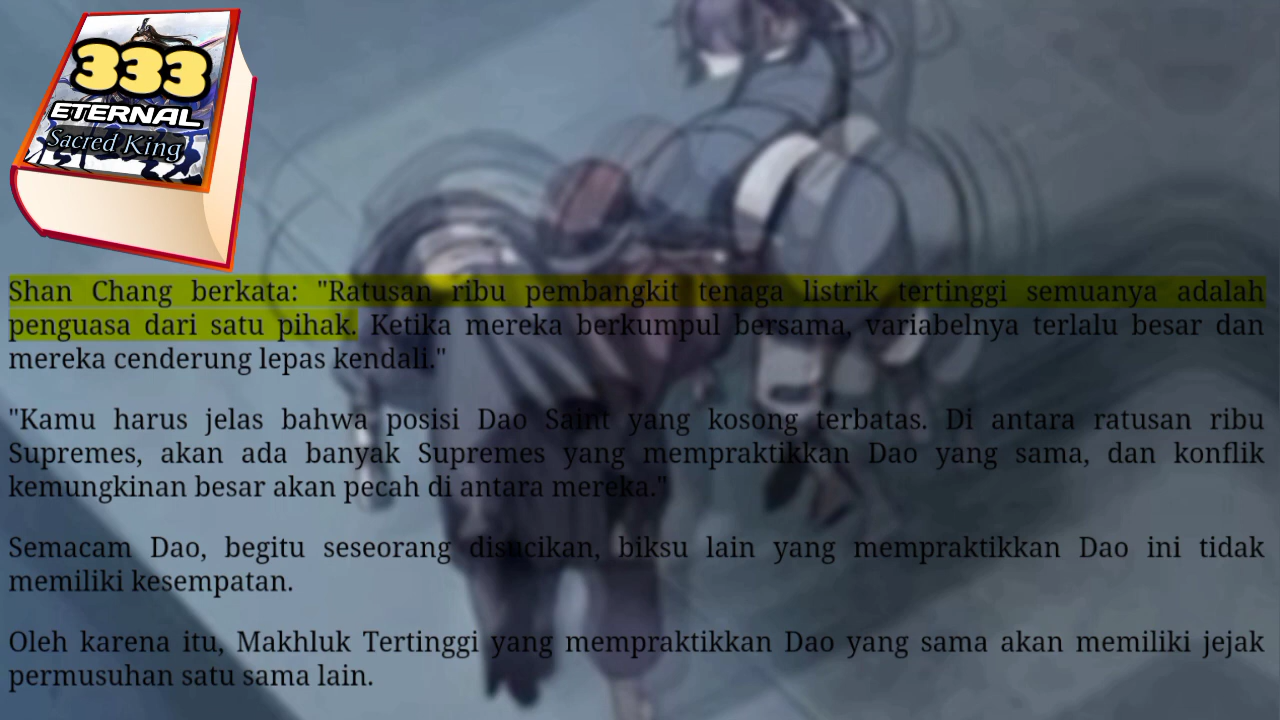 333
ETERNAL
Sacred King
Shan Chang berkata: "Ratusan ribu pembangkit tenaga listrik tertinggi semuanya adalah
penguasa dari satu pihak. Ketika mereka berkumpul bersama, variabelnya terlalu besar dan
mereka cenderung lepas kendali."
"Kamu harus jelas bahwa posisi Dao Saint yang kosong terbatas. Di antara ratusan ribu
Supremes, akan ada banyak Supremes yang mempraktikkan Dao yang sama, dan konflik
kemungkinan besar akan pecah di antara mereka."
Semacam Dao, begitu seseorang disucikan, biksu lain yang mempraktikkan Dao ini tidak
memiliki kesempatan.
Oleh karena itu, Makhluk Tertinggi yang mempraktikkan Dao yang sama akan memiliki jejak
permusuhan satu sama lain.